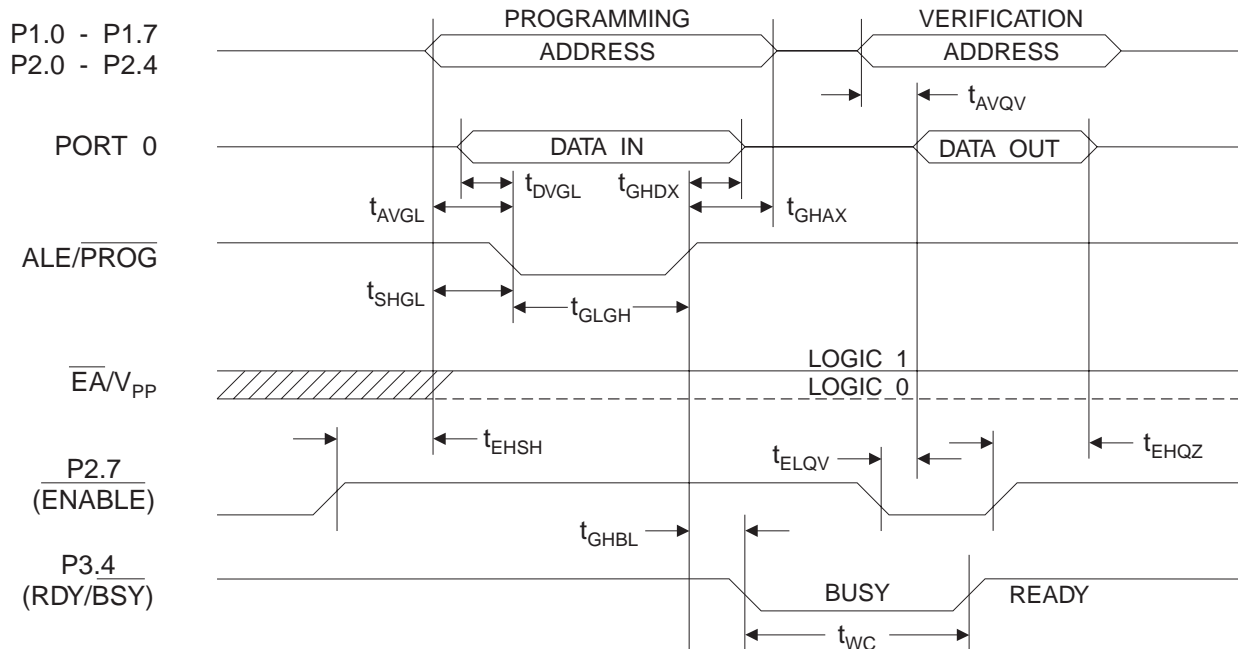 PROGRAMMING VERIFICATION
P1.0 - P1.7
P2.0 - P2.4
ADDRESS ADDRESS
tAVQV
PORT 0 DATA IN DATA OUT
tDVGL tGHDX
tAVGL tGHAX
ALE/PROG
tSHGL tGLGH
LOGIC 1
EA/VPP
LOGIC 0
tEHSH tELQV tEHQZ
P2.7
(ENABLE)
tGHBL
P3.4
(RDY/BSY) BUSY READY
tWC